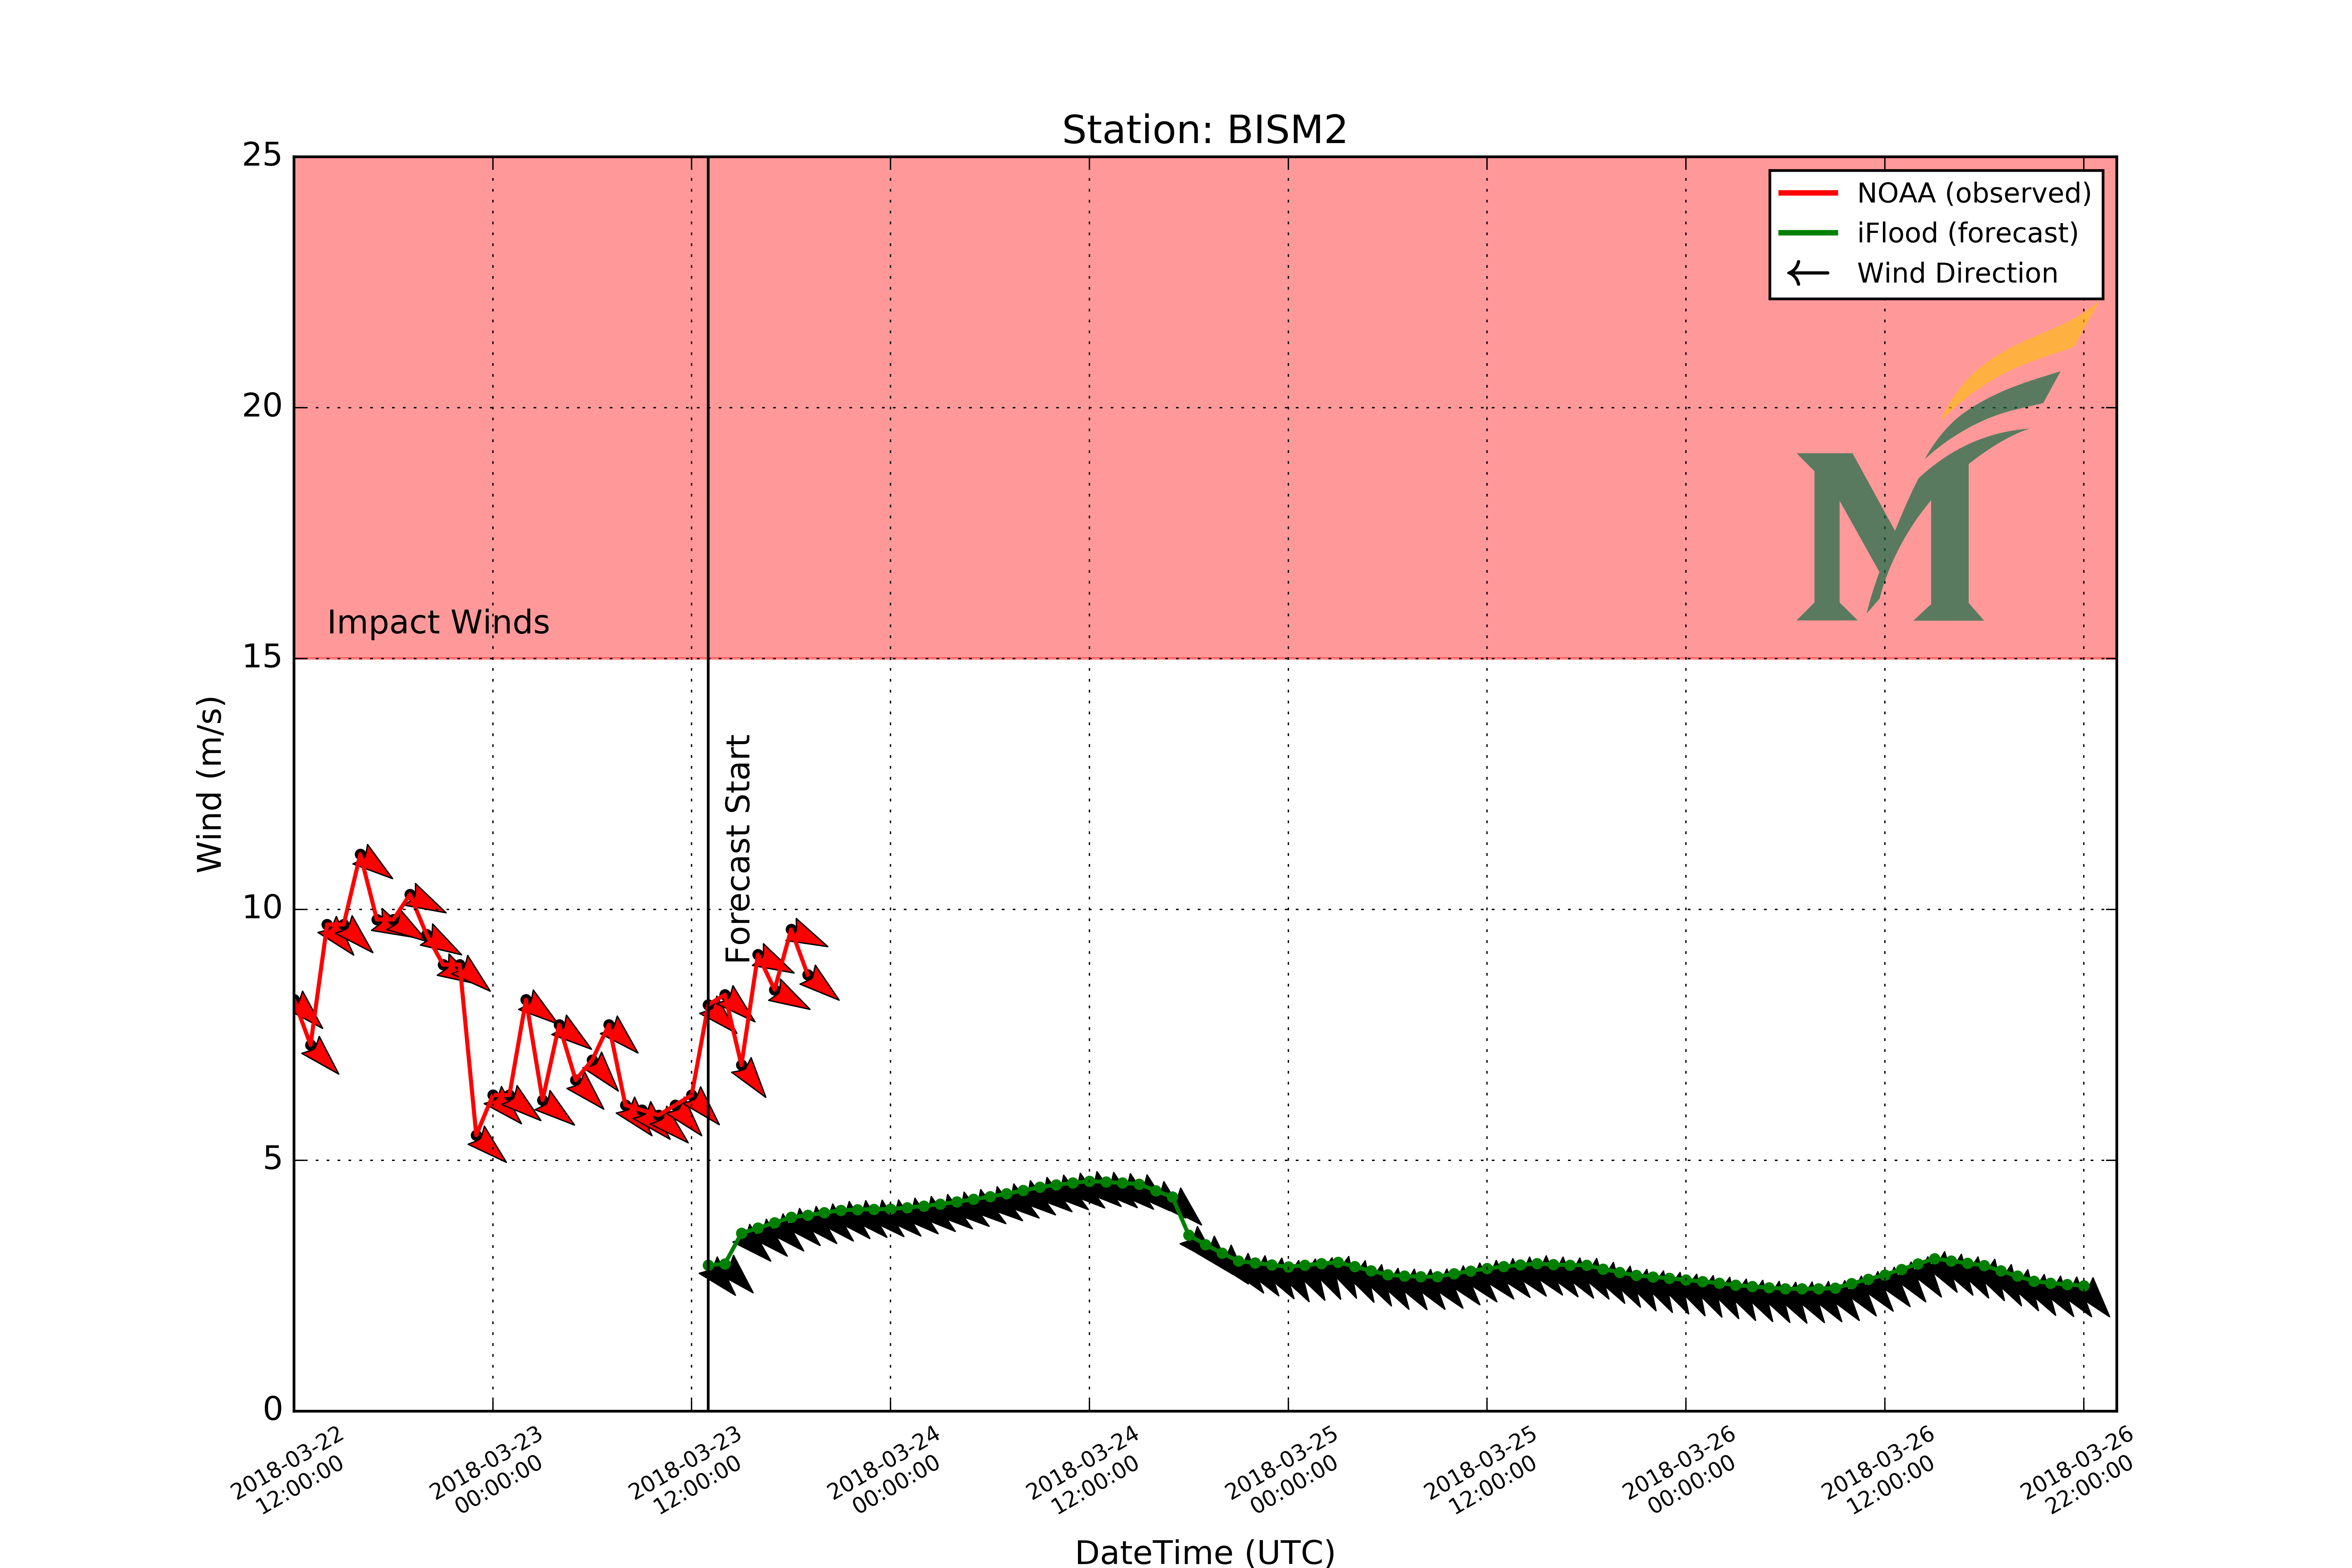 Station: BISM2
25
NOAA (observed)
iFlood (forecast)
Wind Direction
20
M
Impact Winds
15
Wind (m/s)
Forecast Start
10
5
0
2018-03-22
12:00:00
2018-03-23
00:00:00
2018-03-23
12:00:00
2018-03-24
00:00:00
2018-03-24
12:00:00
2018-03-25
00:00:00
2018-03-25
12:00:00
2018-03-26
00:00:00
2018-03-26
12:00:00
2018-03-26
22:00:00
DateTime (UTC)